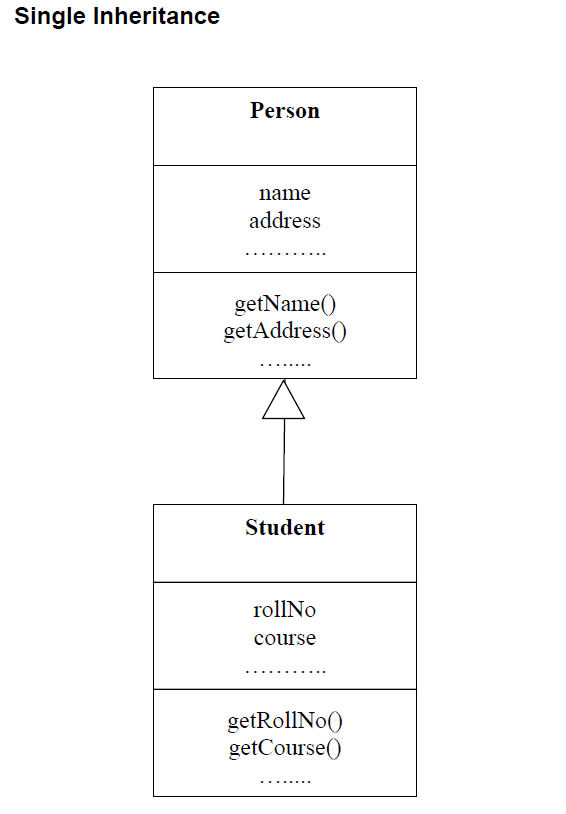 Single Inheritance
Person
name
address
………..
getName()
getAddress()
….....
Student
rollNo
course
………..
getRollNo()
getCourse()
….....